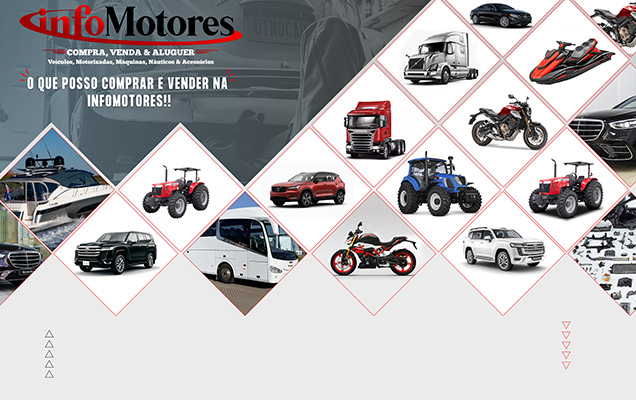 infoMotores
COMPRA, VENDA & ALUGUER
Veículos, Motorizadas, Máquinas, Náuticos & Acessórios
O QUE POSSO COMPRAR E VENDER NA
INFOMOTORES!!